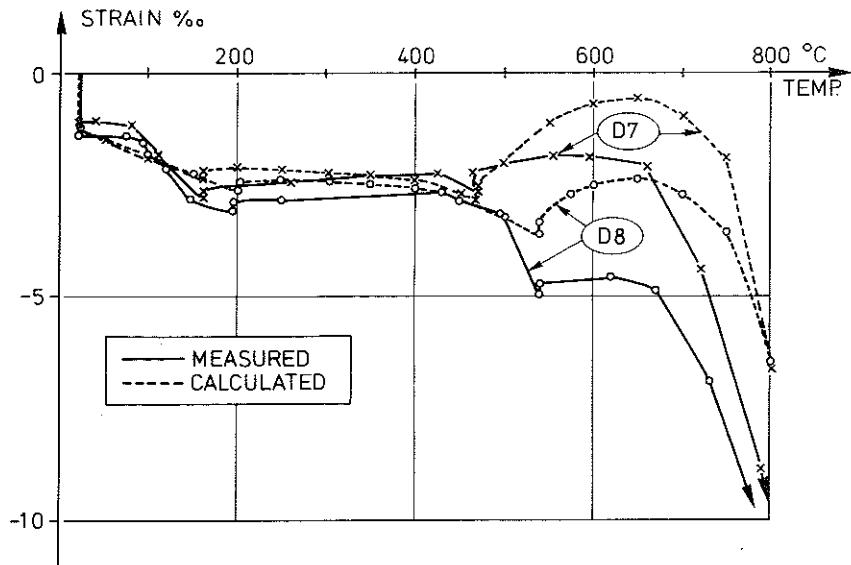 STRAIN ‰
200
400
600
800 °C
0
TEMP.
D7
D8
-5
MEASURED
CALCULATED
-10